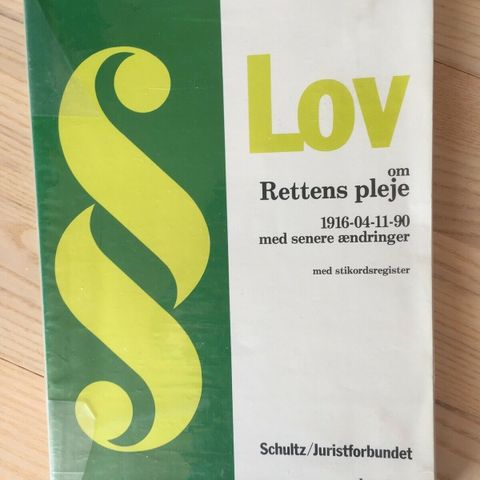 §
Lov
om
Rettens pleje
1916-04-11-90
med senere ændringer
med stikordsregister
Schultz/Juristforbundet